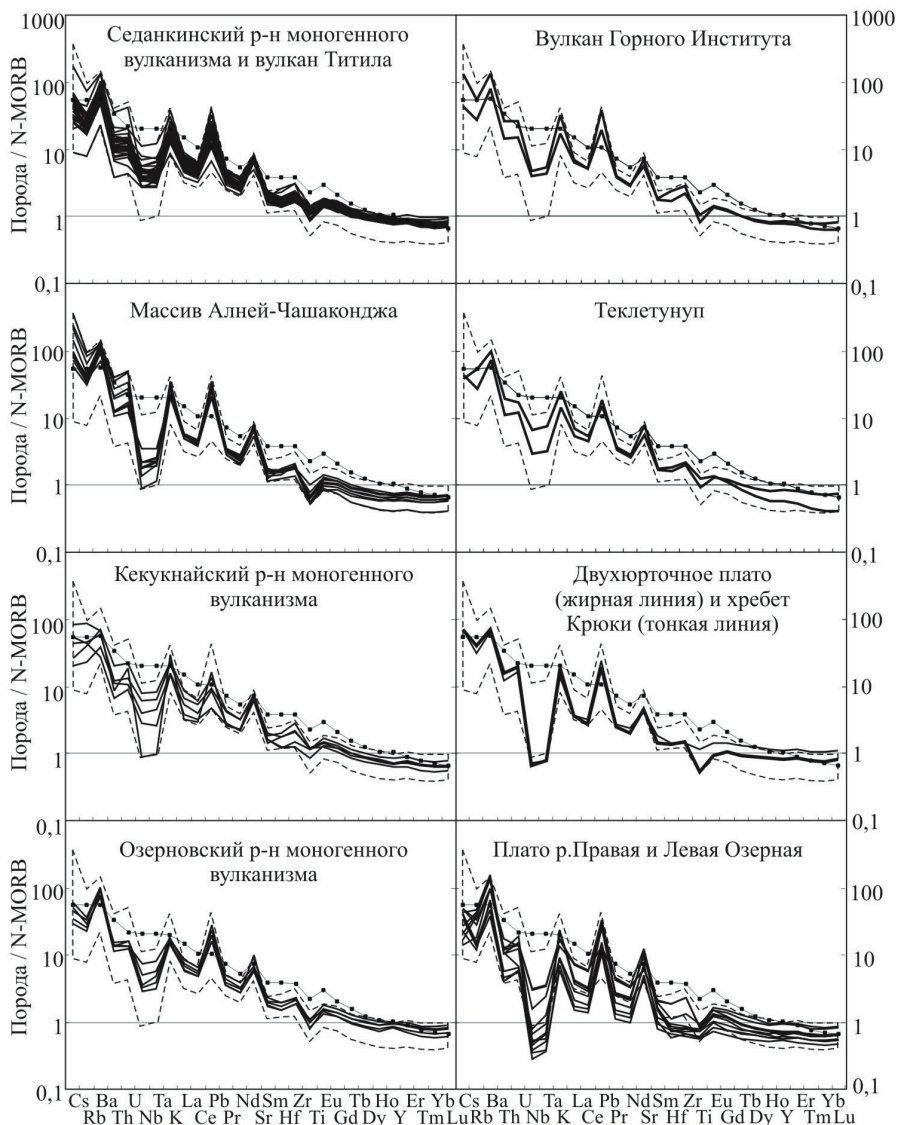 1000
100
10
1
0,1
100
10
1
0,1
100
10
1
0,1
100
10
1
0,1
Порода / N-MORB
Порода / N-MORB
Порода / N-MORB
Порода / N-MORB
Седанкинский р-н моногенного
вулканизма и вулкан Титила
Вулкан Горного Института
1000
100
10
1
0,1
100
10
1
0,1
100
10
1
0,1
100
10
1
0,1
Массив Алней-Чашаконджа
Теклетунуп
Кекукнайский р-н моногенного
вулканизма
Двухюрточное плато
(жирная линия) и хребет
Крюки (тонкая линия)
Озерновский р-н моногенного
вулканизма
Плато р.Правая и Левая Озерная
Cs Ba U Ta La Pb Nd Sm Zr Eu Tb Ho Er Yb
Rb Th Nb K Ce Pr Sr Hf Ti Gd Dy Y Tm Lu
Cs Ba U Ta La Pb Nd Sm Zr Eu Tb Ho Er Yb
Rb Th Nb K Ce Pr Sr Hf Ti Gd Dy Y Tm Lu